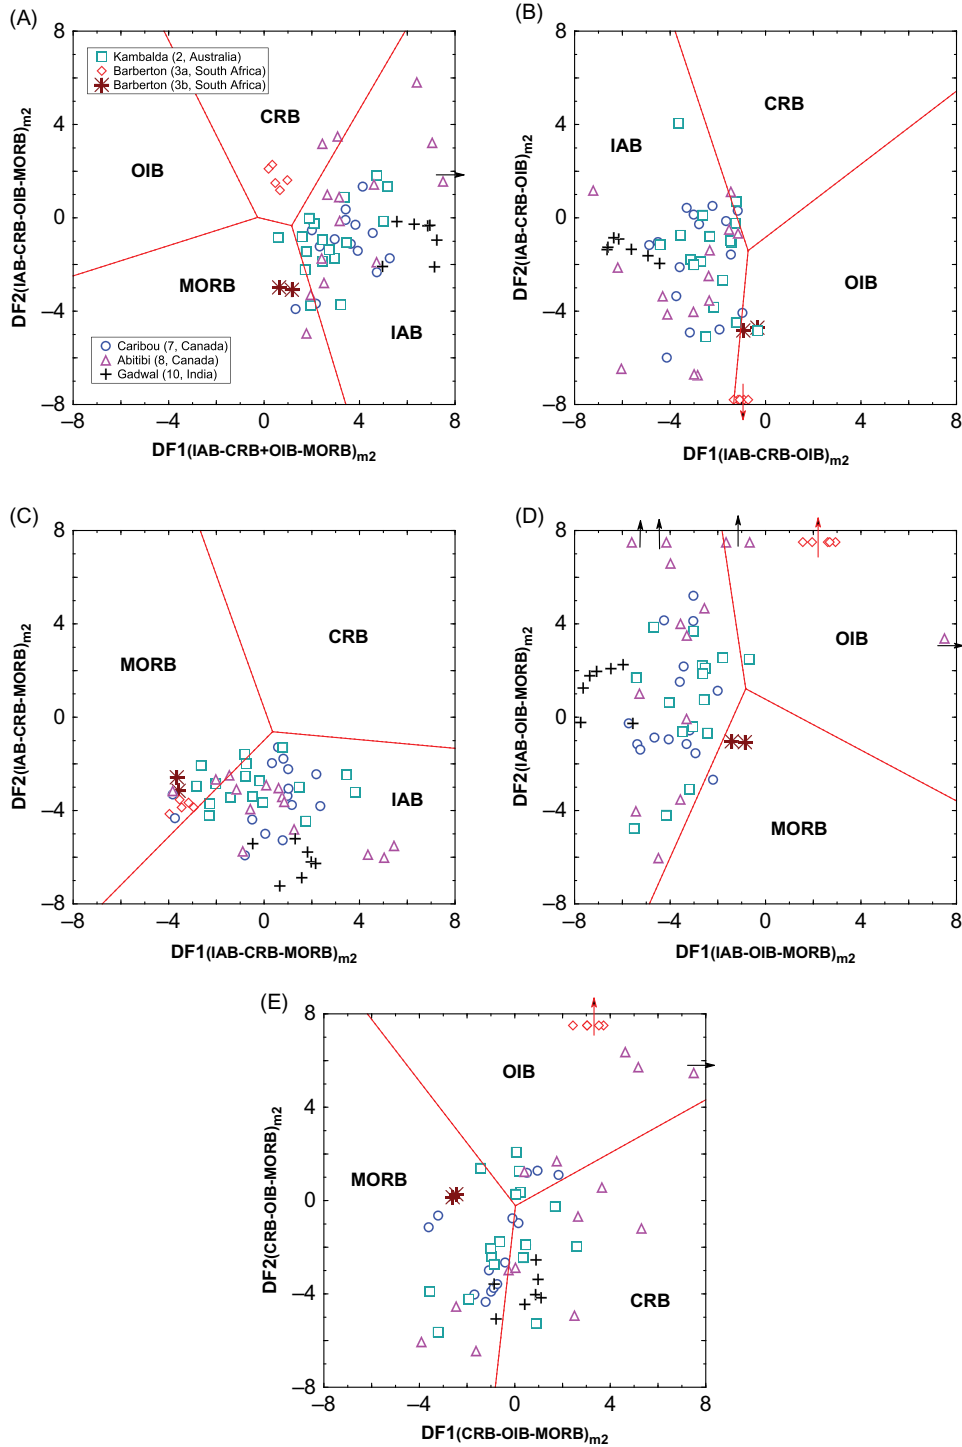 (A)
8
4
0
−4
−8
−8
−4
0
4
8
DF2(IAB-CRB-OIB-MORB)m2
DF1(IAB-CRB+OIB-MORB)m2
Kambalda (2, Australia)
Barberton (3a, South Africa)
Barberton (3b, South Africa)
CRB
OIB
MORB
IAB
Caribou (7, Canada)
Abitibi (8, Canada)
Gadwal (10, India)
(B)
8
4
0
−4
−8
−8
−4
0
4
8
DF2(IAB-CRB-OIB)m2
DF1(IAB-CRB-OIB)m2
IAB
CRB
OIB
(C)
8
4
0
−4
−8
−8
−4
0
4
8
DF2(IAB-CRB-MORB)m2
DF1(IAB-CRB-MORB)m2
MORB
CRB
IAB
(D)
8
4
0
−4
−8
−8
−4
0
4
8
DF2(IAB-OIB-MORB)m2
DF1(IAB-OIB-MORB)m2
OIB
MORB
(E)
8
4
0
−4
−8
−8
−4
0
4
8
DF2(CRB-OIB-MORB)m2
DF1(CRB-OIB-MORB)m2
OIB
MORB
CRB